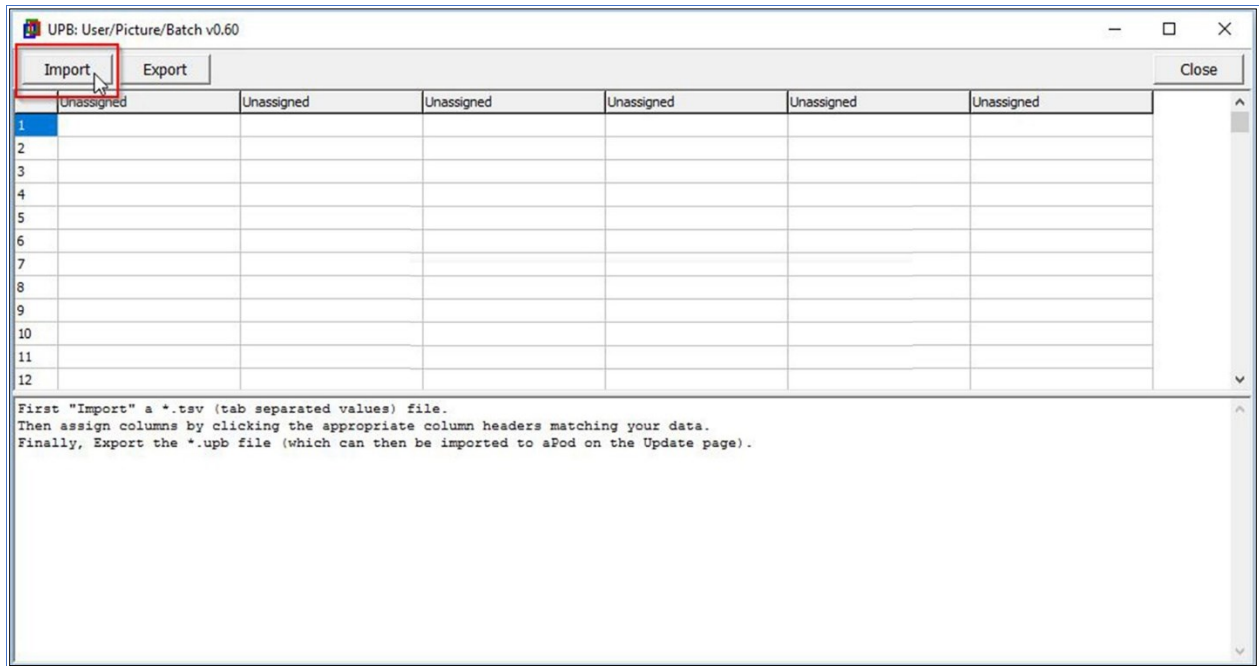 UPB: User/Picture/Batch v0.60
Import Export Close
Unassigned Unassigned Unassigned Unassigned Unassigned Unassigned
1
2
3
4
5
6
7
8
9
10
11
12
First "Import" a *.tsv (tab separated values) file.
Then assign columns by clicking the appropriate column headers matching your data.
Finally, Export the *.upb file (which can then be imported to aPod on the Update page).